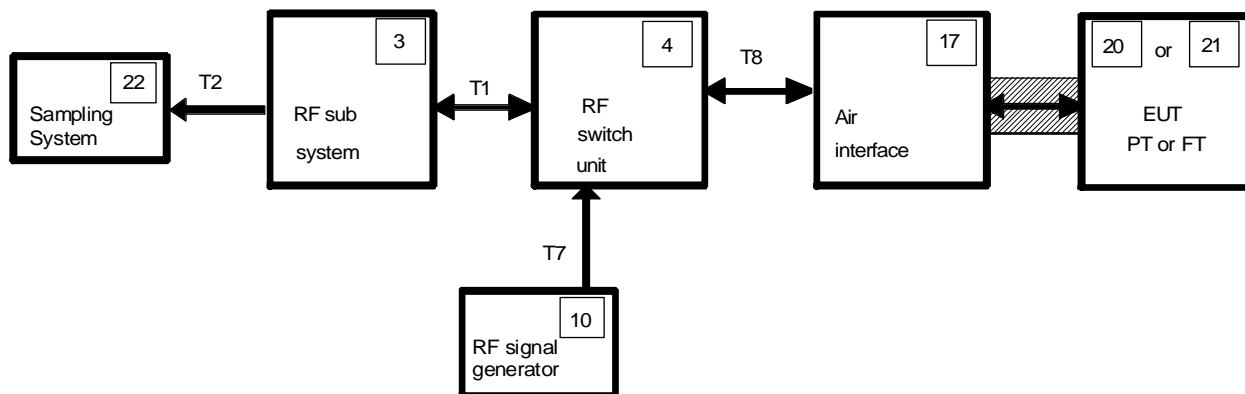 22
Sampling
System
T2
3
RF sub
system
T1
4
RF
switch
unit
T8
17
Air
interface
20 or 21
EUT
PT or FT
T7
10
RF signal
generator